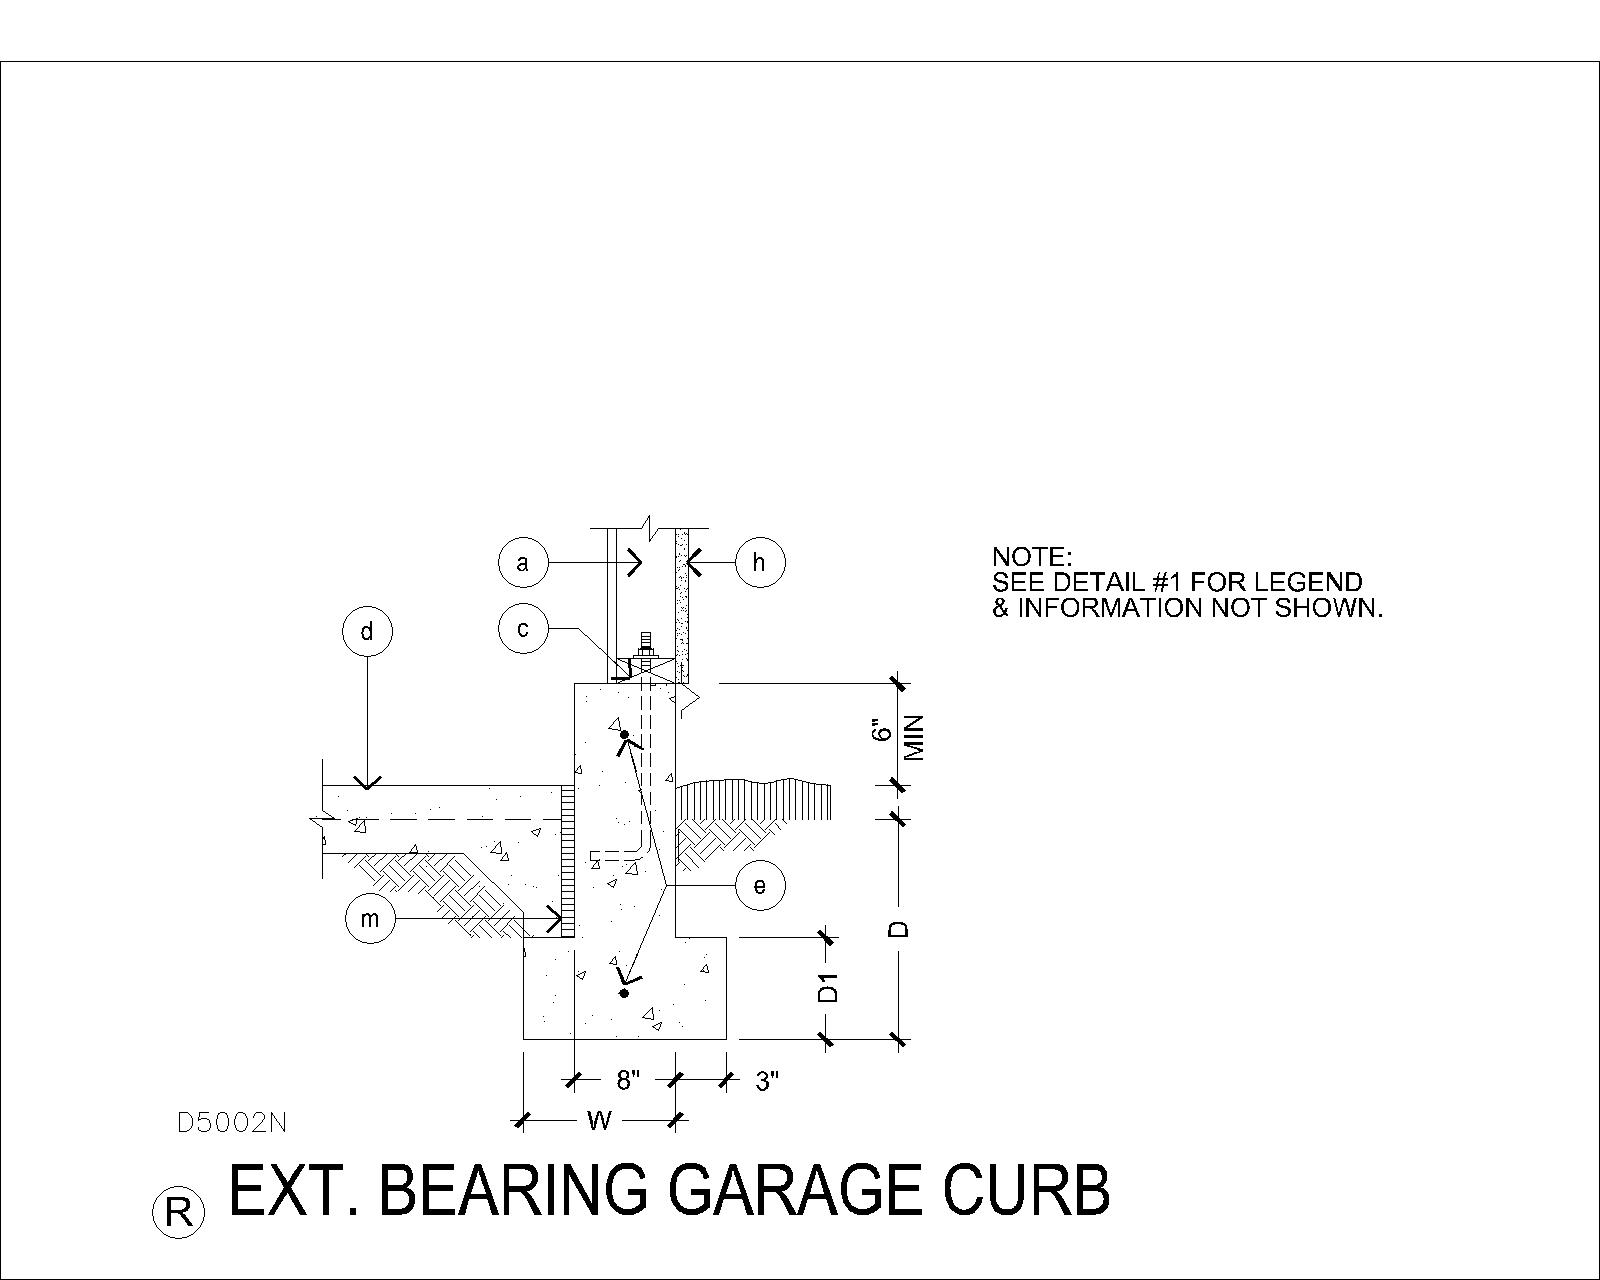 a
h
c
d
NOTE:
SEE DETAIL #1 FOR LEGEND
& INFORMATION NOT SHOWN.
6"
MIN
m
e
D
D1
8"
3"
W
D5002N
R EXT. BEARING GARAGE CURB